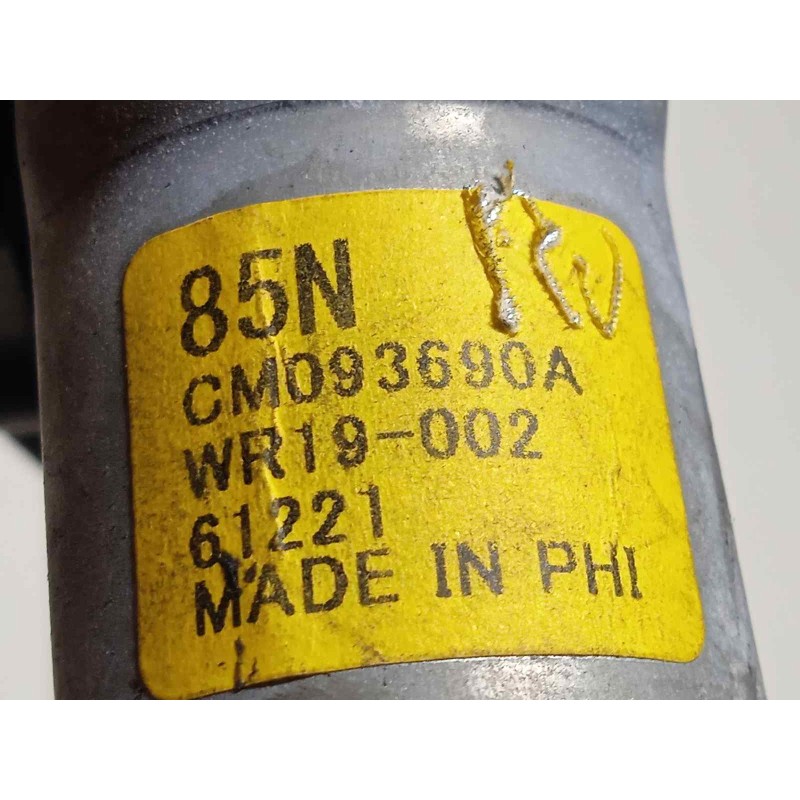 85N
CM093690A
WR19-002
61221
MADE IN PHI